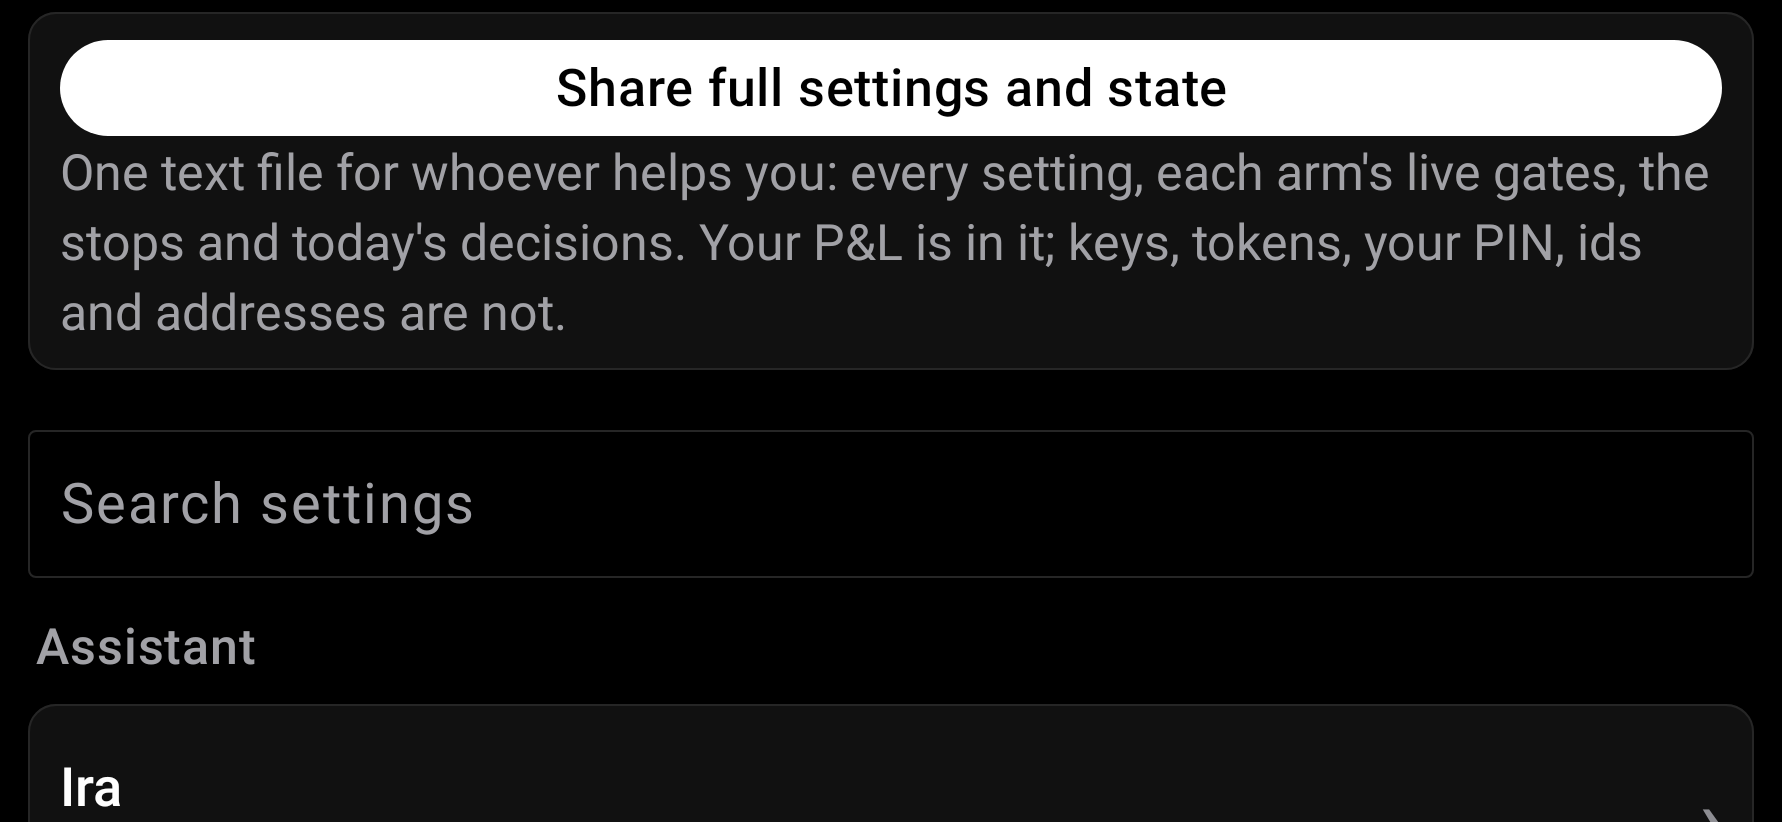 Share full settings and state
One text file for whoever helps you: every setting, each arm's live gates, the
stops and today's decisions. Your P&L is in it; keys, tokens, your PIN, ids
and addresses are not.
Search settings
Assistant
Ira